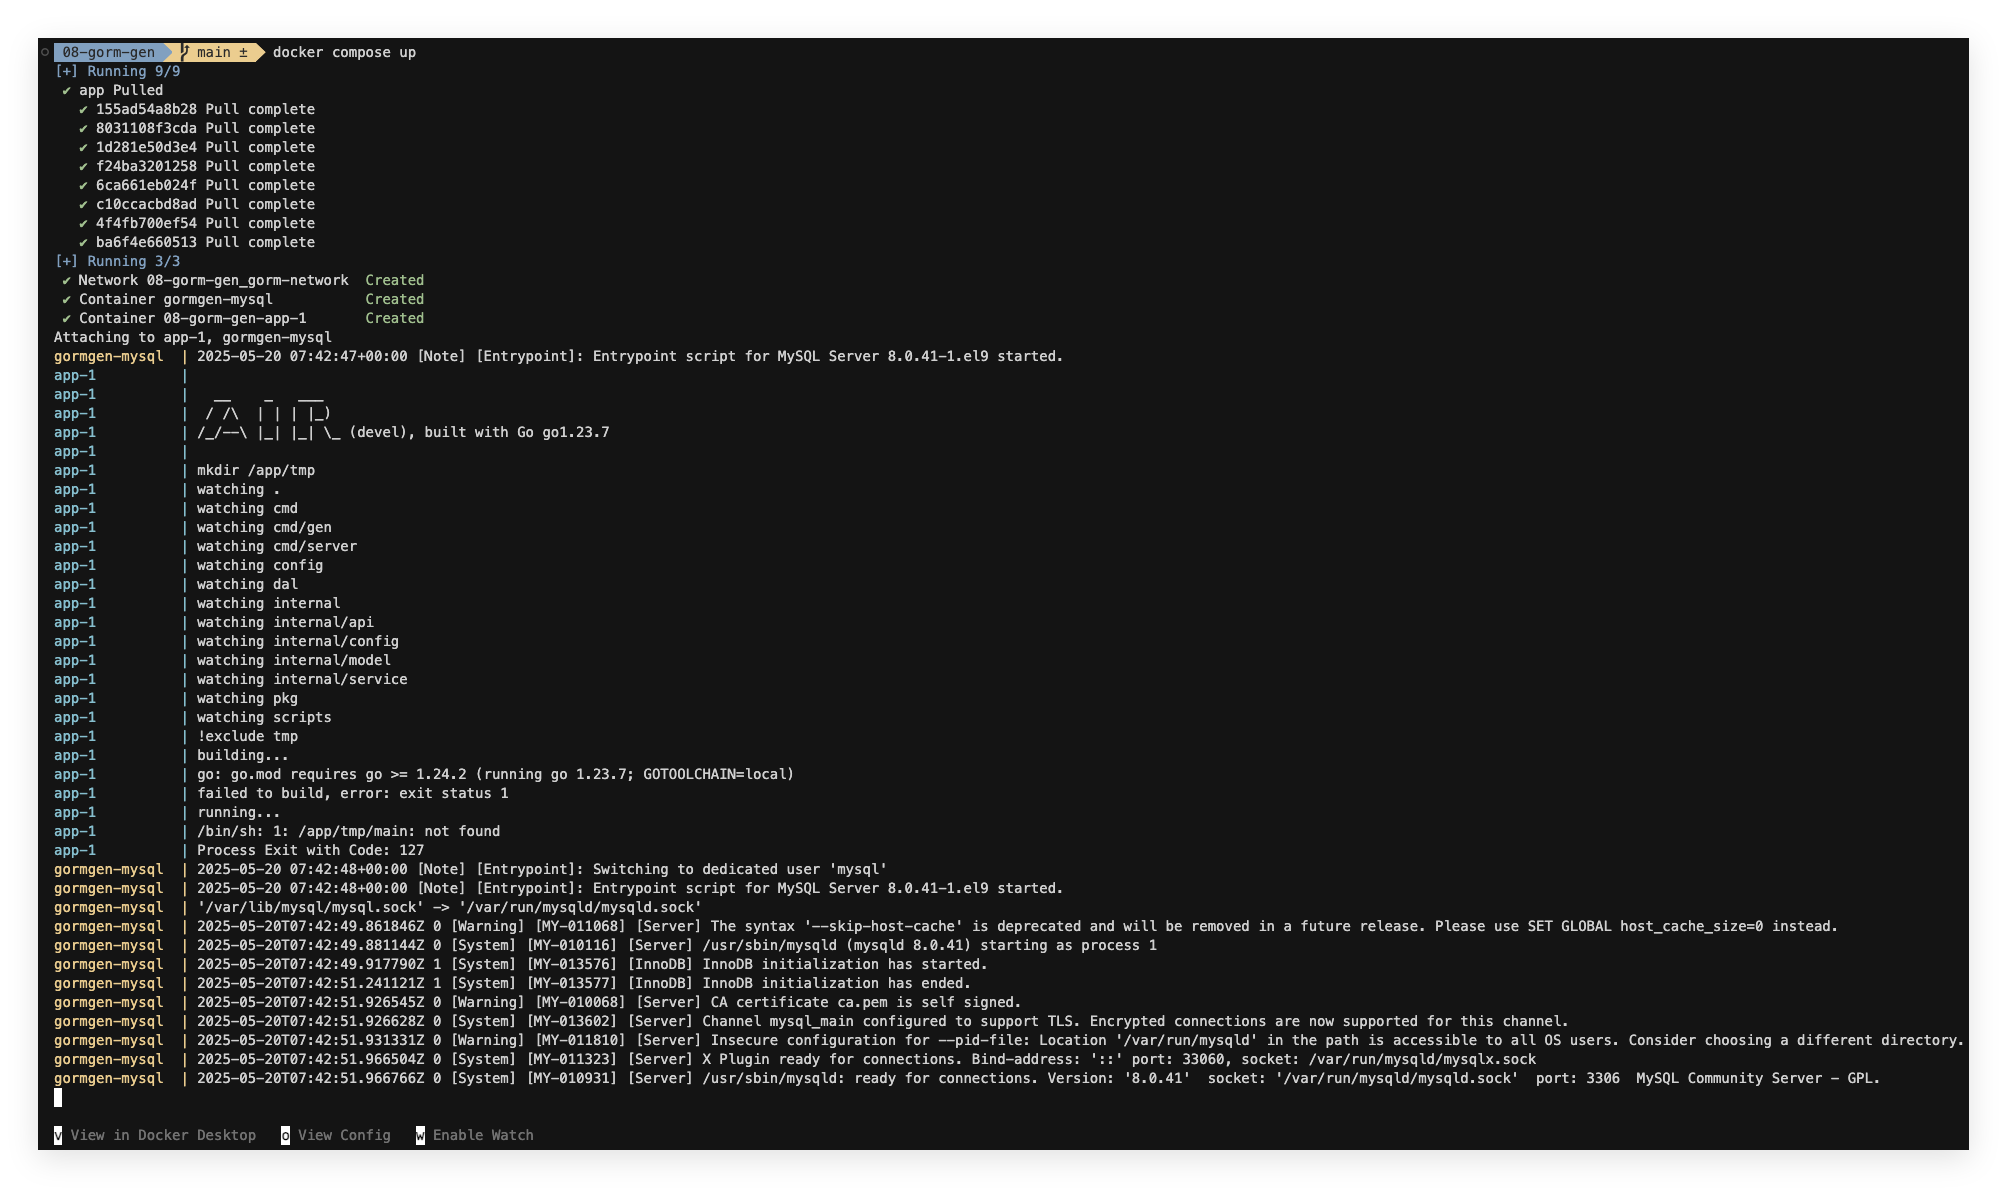 08-gorm-gen main ± docker compose up
[+] Running 9/9
✔ app Pulled
✔ 155ad54a8b28 Pull complete
✔ 8031108f3cda Pull complete
✔ 1d281e50d3e4 Pull complete
✔ f24ba3201258 Pull complete
✔ 6ca661eb024f Pull complete
✔ c10ccacbd8ad Pull complete
✔ 4f4fb700ef54 Pull complete
✔ ba6f4e660513 Pull complete
[+] Running 3/3
✔ Network 08-gorm-gen_gorm-network  Created
✔ Container gormgen-mysql           Created
✔ Container 08-gorm-gen-app-1       Created
Attaching to app-1, gormgen-mysql
gormgen-mysql  | 2025-05-20 07:42:47+00:00 [Note] [Entrypoint]: Entrypoint script for MySQL Server 8.0.41-1.el9 started.
app-1          |
app-1          |   __    _   ___
app-1          |  / /\  | | | |_)
app-1          | /_/--\ |_| |_| \_ (devel), built with Go go1.23.7
app-1          |
app-1          | mkdir /app/tmp
app-1          | watching .
app-1          | watching cmd
app-1          | watching cmd/gen
app-1          | watching cmd/server
app-1          | watching config
app-1          | watching dal
app-1          | watching internal
app-1          | watching internal/api
app-1          | watching internal/config
app-1          | watching internal/model
app-1          | watching internal/service
app-1          | watching pkg
app-1          | watching scripts
app-1          | !exclude tmp
app-1          | building...
app-1          | go: go.mod requires go >= 1.24.2 (running go 1.23.7; GOTOOLCHAIN=local)
app-1          | failed to build, error: exit status 1
app-1          | running...
app-1          | /bin/sh: 1: /app/tmp/main: not found
app-1          | Process Exit with Code: 127
gormgen-mysql  | 2025-05-20 07:42:48+00:00 [Note] [Entrypoint]: Switching to dedicated user 'mysql'
gormgen-mysql  | 2025-05-20 07:42:48+00:00 [Note] [Entrypoint]: Entrypoint script for MySQL Server 8.0.41-1.el9 started.
gormgen-mysql  | '/var/lib/mysql/mysql.sock' -> '/var/run/mysqld/mysqld.sock'
gormgen-mysql  | 2025-05-20T07:42:49.861846Z 0 [Warning] [MY-011068] [Server] The syntax '--skip-host-cache' is deprecated and will be removed in a future release. Please use SET GLOBAL host_cache_size=0 instead.
gormgen-mysql  | 2025-05-20T07:42:49.881144Z 0 [System] [MY-010116] [Server] /usr/sbin/mysqld (mysqld 8.0.41) starting as process 1
gormgen-mysql  | 2025-05-20T07:42:49.917790Z 1 [System] [MY-013576] [InnoDB] InnoDB initialization has started.
gormgen-mysql  | 2025-05-20T07:42:51.241121Z 1 [System] [MY-013577] [InnoDB] InnoDB initialization has ended.
gormgen-mysql  | 2025-05-20T07:42:51.926545Z 0 [Warning] [MY-010068] [Server] CA certificate ca.pem is self signed.
gormgen-mysql  | 2025-05-20T07:42:51.926628Z 0 [System] [MY-013602] [Server] Channel mysql_main configured to support TLS. Encrypted connections are now supported for this channel.
gormgen-mysql  | 2025-05-20T07:42:51.931331Z 0 [Warning] [MY-011810] [Server] Insecure configuration for --pid-file: Location '/var/run/mysqld' in the path is accessible to all OS users. Consider choosing a different directory.
gormgen-mysql  | 2025-05-20T07:42:51.966504Z 0 [System] [MY-011323] [Server] X Plugin ready for connections. Bind-address: '::' port: 33060, socket: /var/run/mysqld/mysqlx.sock
gormgen-mysql  | 2025-05-20T07:42:51.966766Z 0 [System] [MY-010931] [Server] /usr/sbin/mysqld: ready for connections. Version: '8.0.41'  socket: '/var/run/mysqld/mysqld.sock'  port: 3306  MySQL Community Server - GPL.
v View in Docker Desktop   o View Config   w Enable Watch